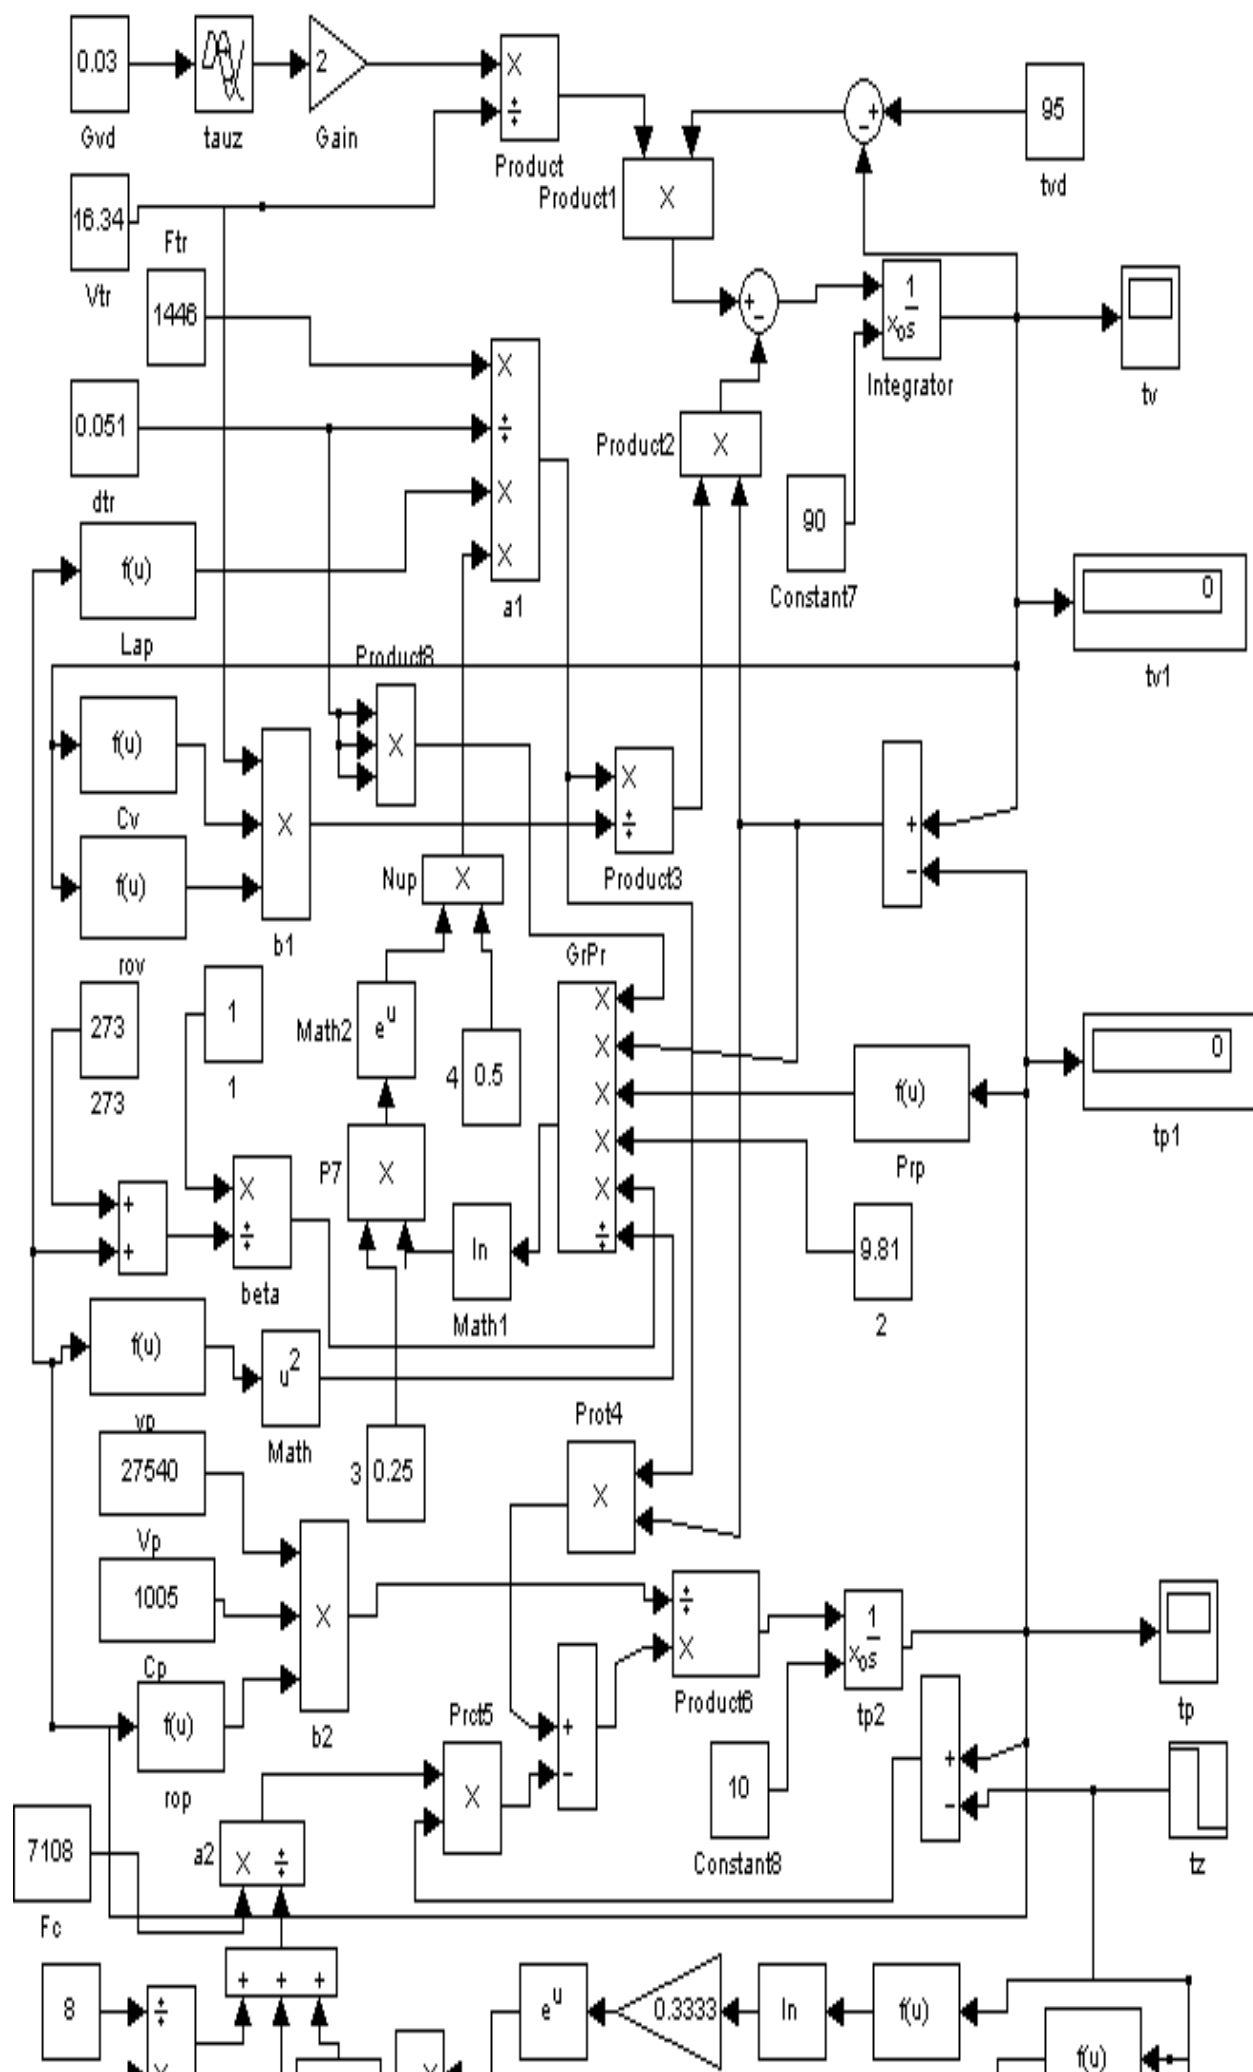 0.03
Gvd
tauz
2
Gain
×
÷
Product
Product1
×
− +
95
tvd
16.34
Vtr
Ftr
1446
+
−
1
s
xo
Integrator
tv
0.051
dtr
×
÷
×
×
a1
Product2
×
90
Constant7
f(u)
Lap
0
tv1
Product8
×
f(u)
Cv
f(u)
rov
×
b1
×
÷
Product3
+
−
Nup
×
273
273
1
1
Math2
e^u
4
0.5
GrPr
×
×
×
×
×
÷
f(u)
Prp
0
tp1
P7
×
+
+
×
÷
beta
ln
Math1
9.81
2
f(u)
vp
u^2
Math
3
0.25
Prot4
×
27540
Vp
1005
Cp
f(u)
rop
×
b2
÷
×
Product6
1
s
xo
tp2
tp
Prct5
×
+
−
10
Constant8
+
−
tz
7108
Fc
a2
× ÷
+ + +
8
÷
×
e^u
0.3333
ln
f(u)
f(u)
×